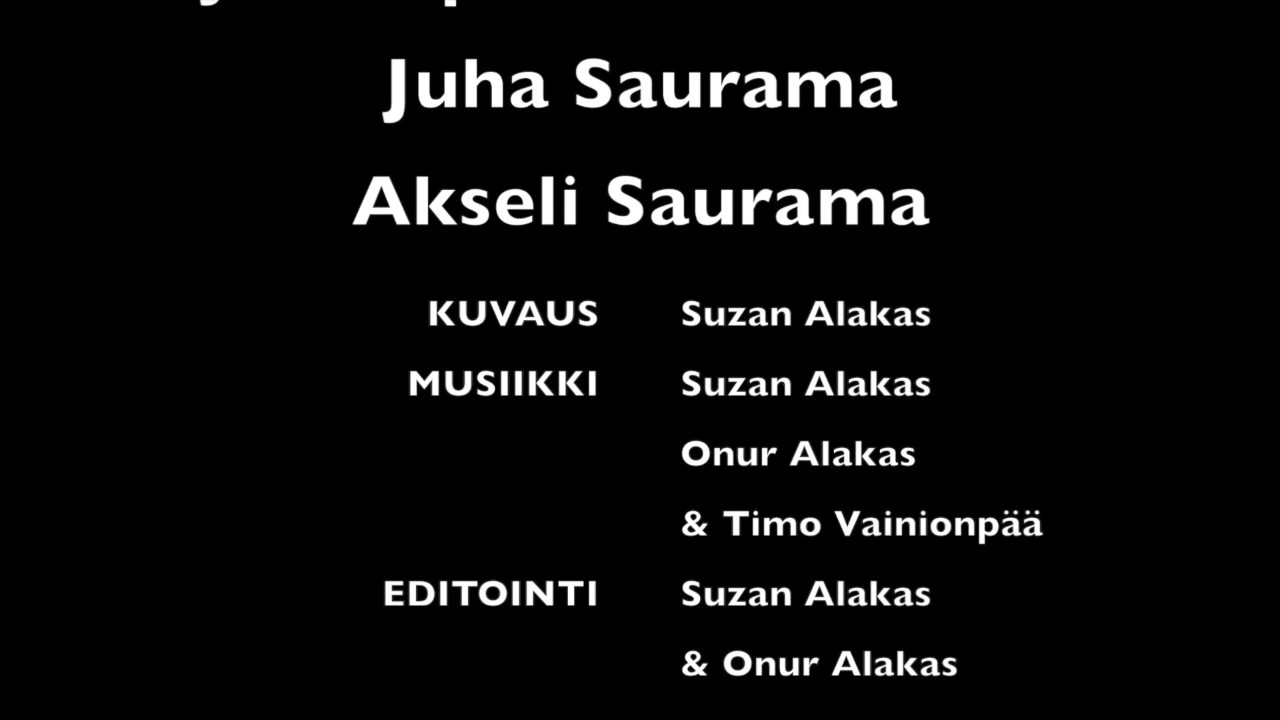 Juha Saurama
Akseli Saurama
KUVAUS Suzan Alakas
MUSIIKKI Suzan Alakas
Onur Alakas
& Timo Vainionpää
EDITOINTI Suzan Alakas
& Onur Alakas